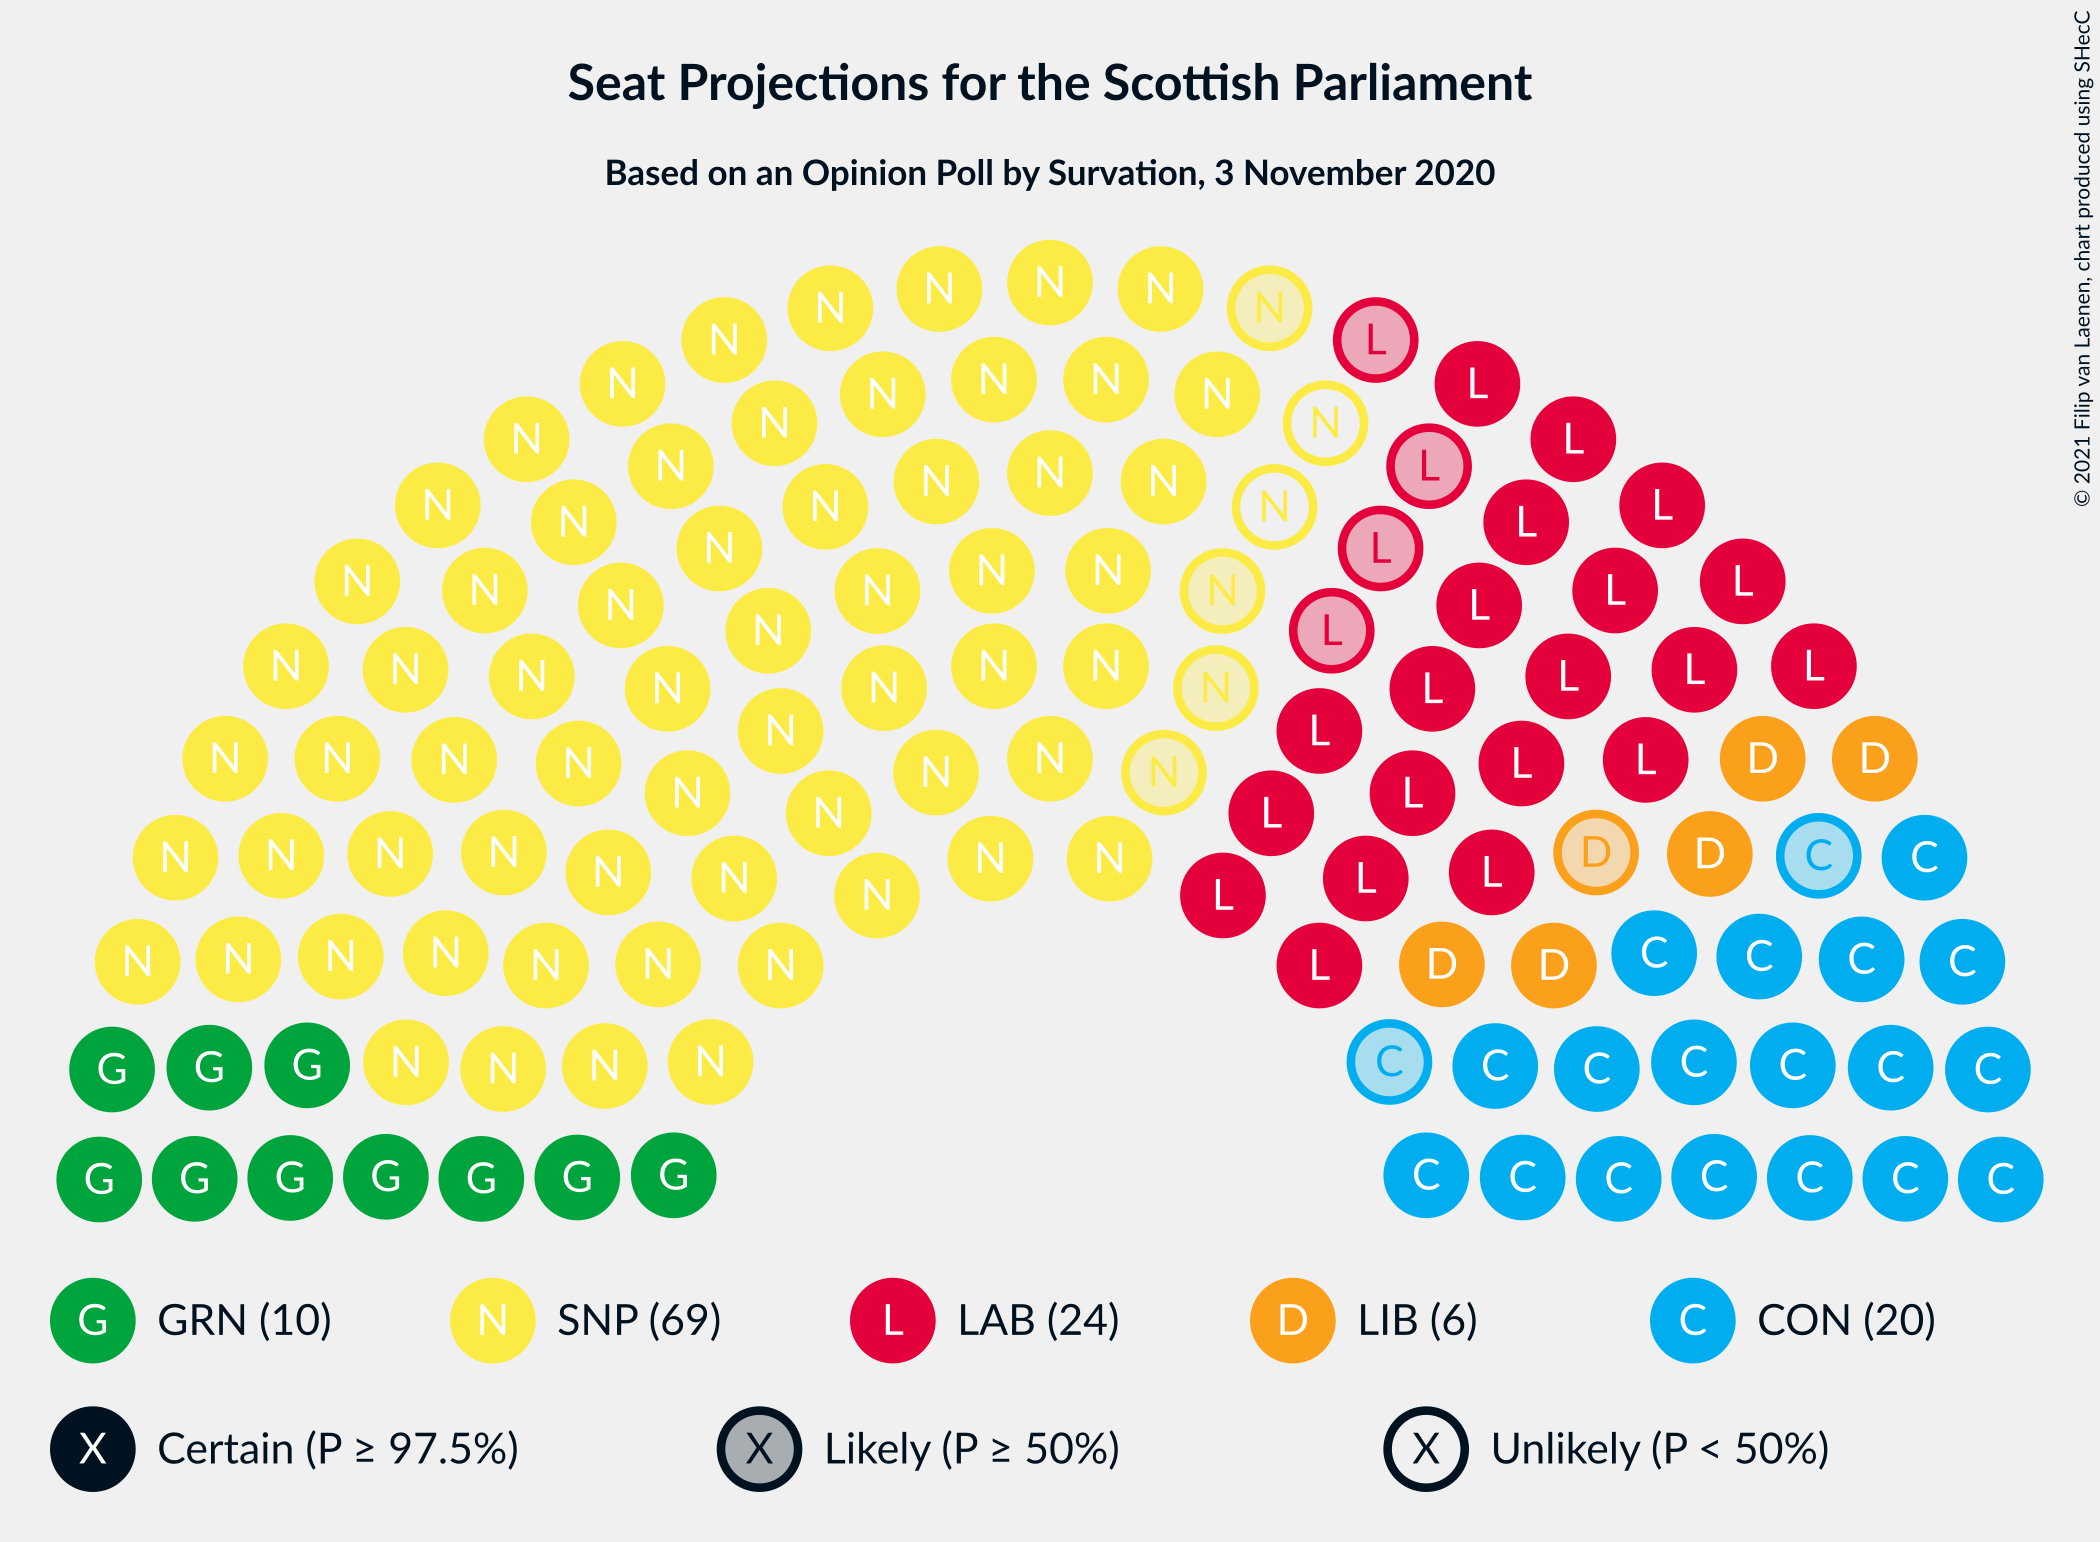 Seat Projections for the Scottish Parliament
Based on an Opinion Poll by Survation, 3 November 2020
© 2021 Filip van Laenen, chart produced using SHecC
N N N N N
N L
N N N N N L
N N N L
N N N N L
N N N N L L
N L
N N N N N N L L
N N L L
N N N N N N N N L L L L
N N N N N N N N L L L D D
N N L L
N N N N N N N N N L L L D D C C
N N N N N N N L D D C C C C
G G G N N N N C C C C C C C
G G G G G G G C C C C C C C
G GRN (10) N SNP (69) L LAB (24) D LIB (6) C CON (20)
X Certain (P ≥ 97.5%) X Likely (P ≥ 50%) X Unlikely (P < 50%)